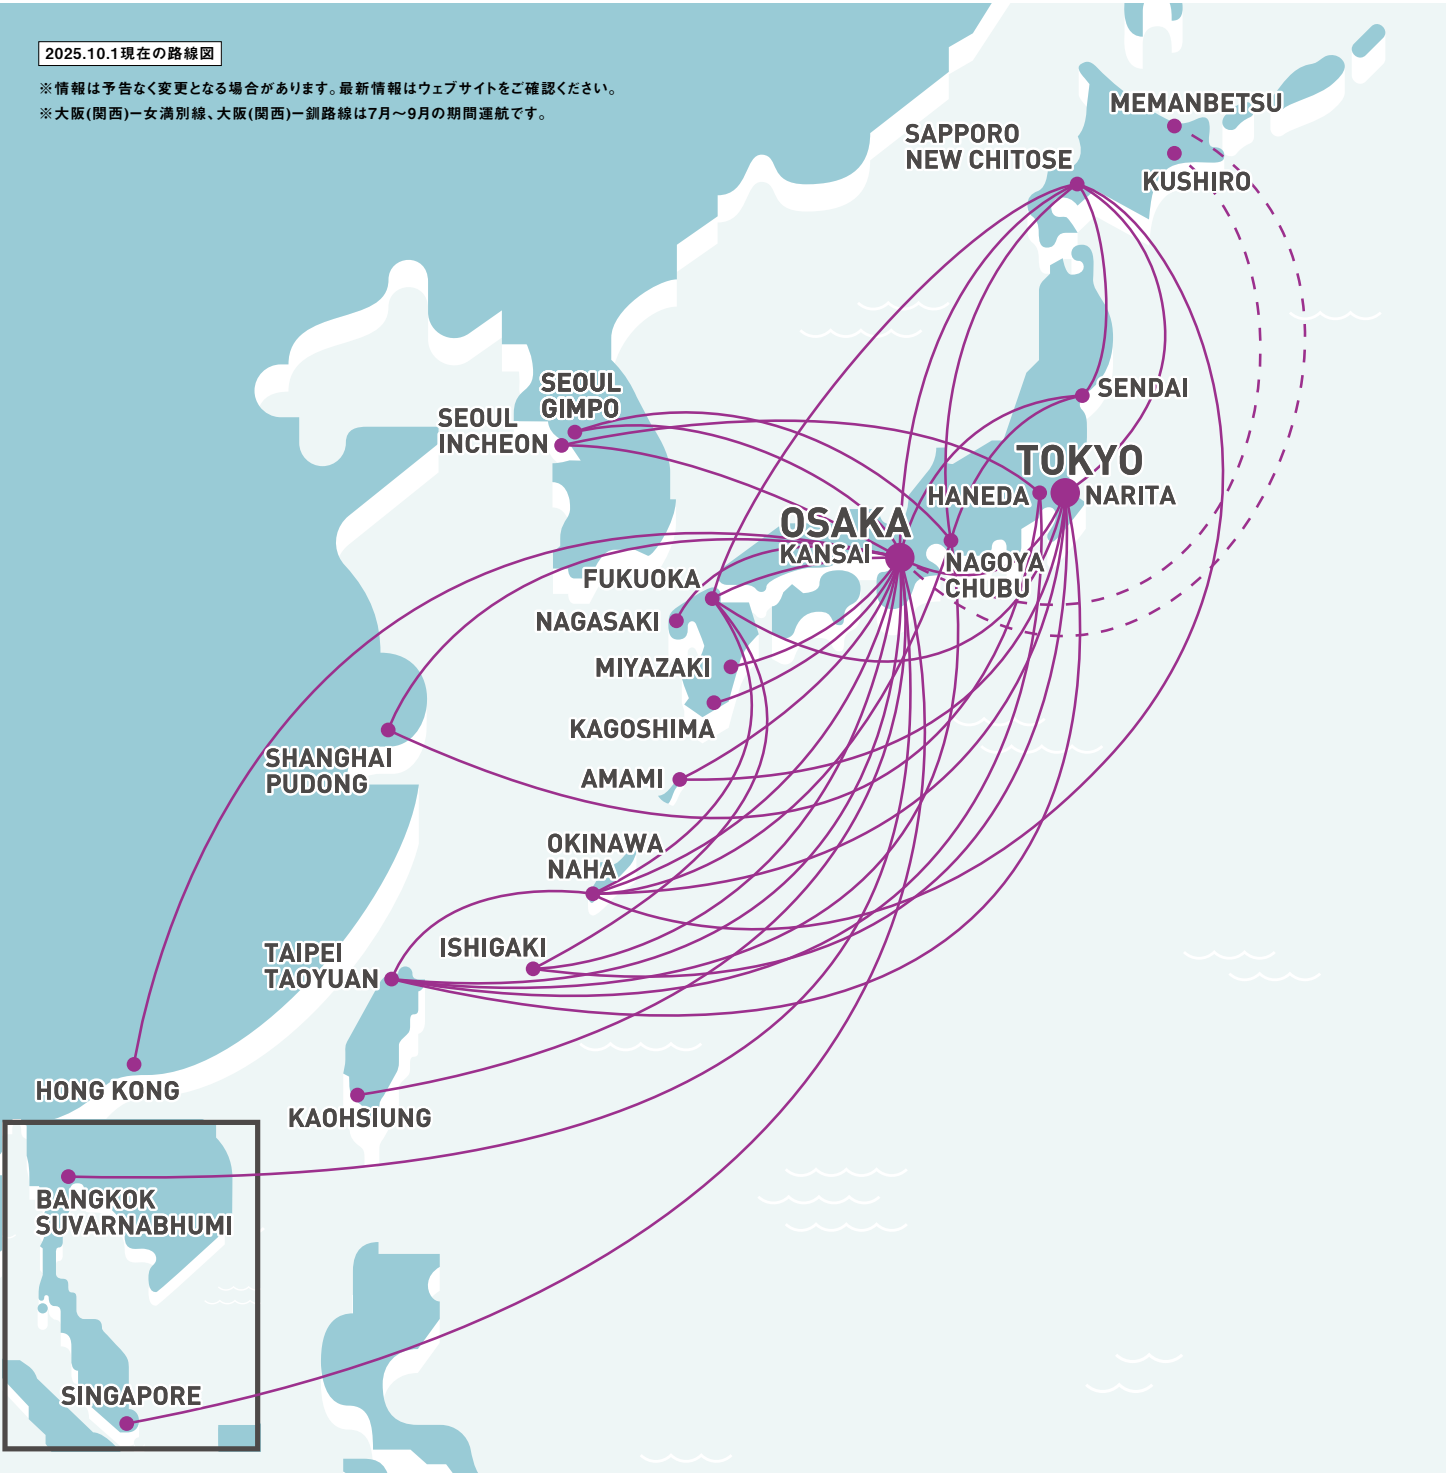 2025.10.1現在の路線図
※情報は予告なく変更となる場合があります。最新情報はウェブサイトをご確認ください。
※大阪(関西)ー女満別線、大阪(関西)ー釧路線は7月〜9月の期間運航です。
MEMANBETSU
SAPPORO
NEW CHITOSE
KUSHIRO
SEOUL
GIMPO
SENDAI
SEOUL
INCHEON
TOKYO
HANEDA
NARITA
OSAKA
KANSAI
NAGOYA
CHUBU
FUKUOKA
NAGASAKI
MIYAZAKI
KAGOSHIMA
SHANGHAI
PUDONG
AMAMI
OKINAWA
NAHA
ISHIGAKI
TAIPEI
TAOYUAN
HONG KONG
KAOHSIUNG
BANGKOK
SUVARNABHUMI
SINGAPORE